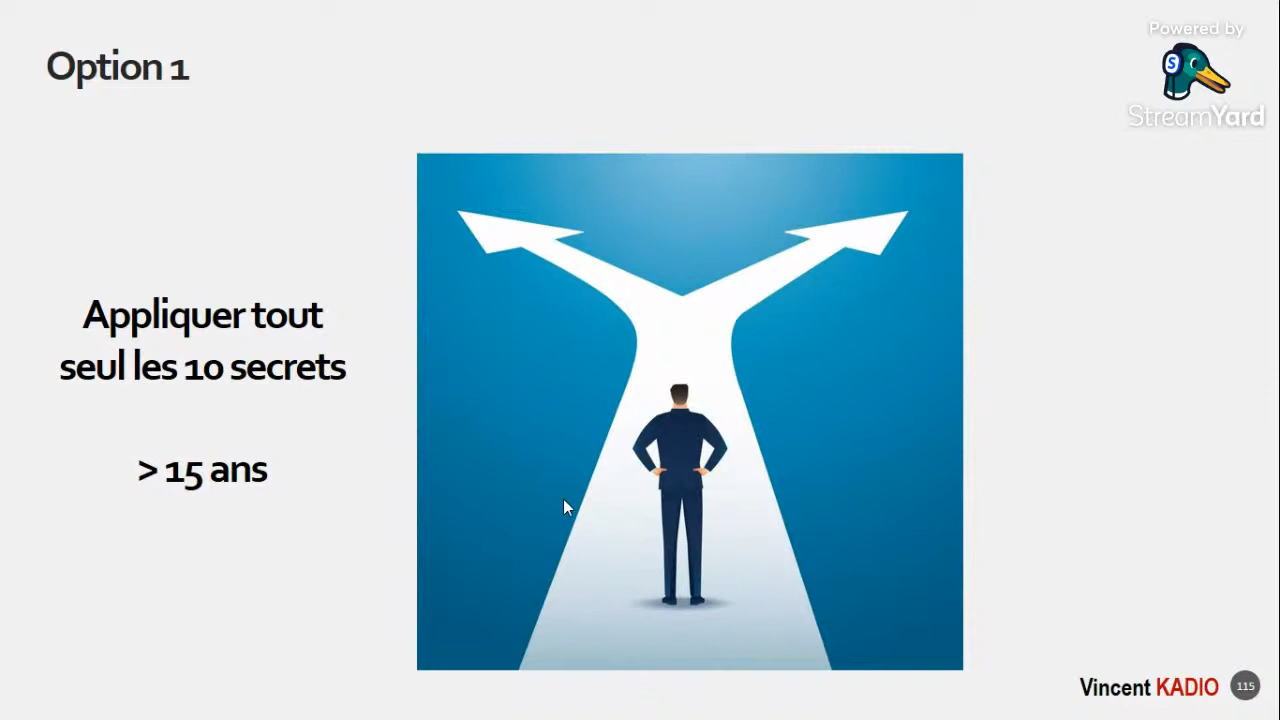 Option 1
Powered by
S
StreamYard
Appliquer tout
seul les 10 secrets
> 15 ans
Vincent KADIO
115